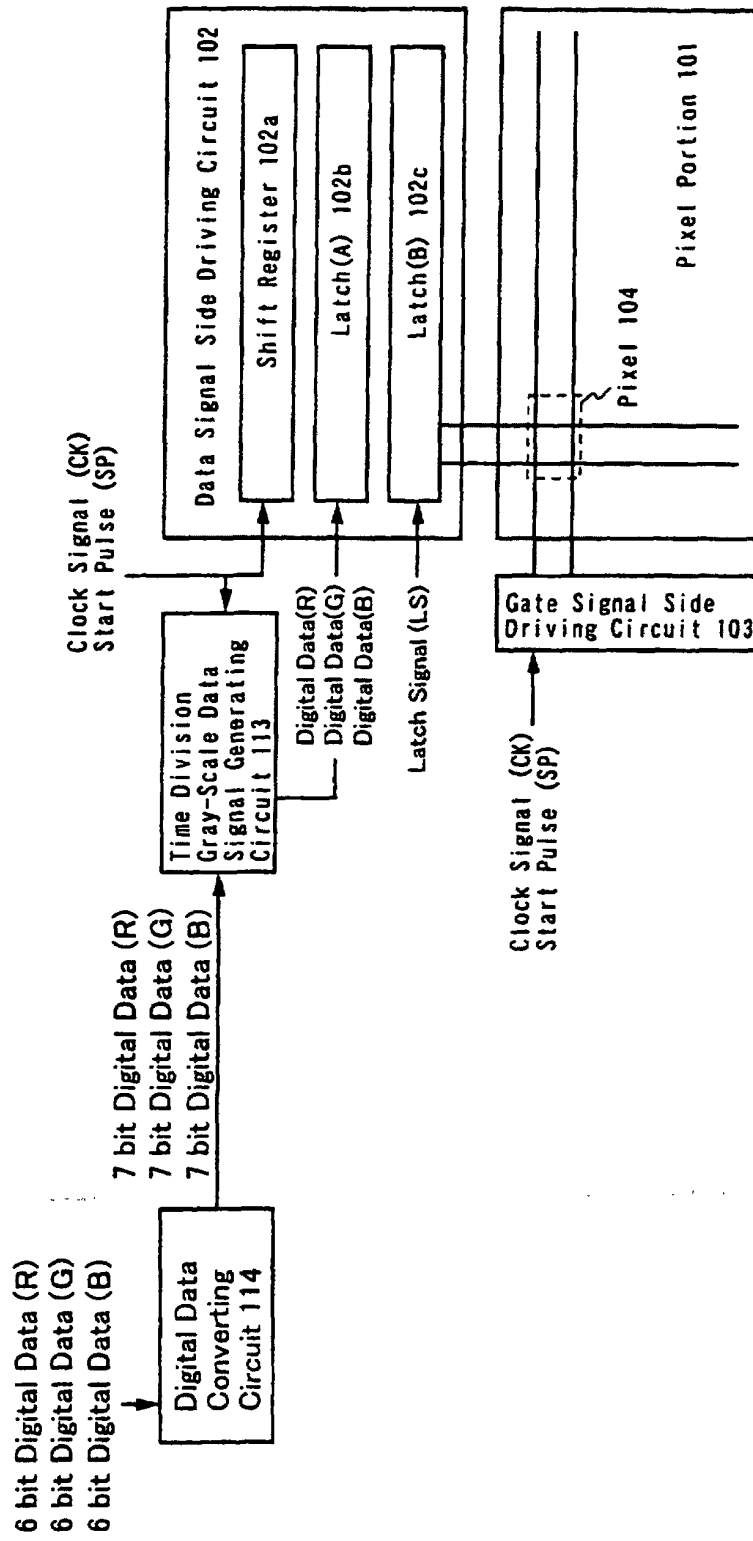 6 bit Digital Data (R)
6 bit Digital Data (G)
6 bit Digital Data (B)
Digital Data
Converting
Circuit 114
7 bit Digital Data (R)
7 bit Digital Data (G)
7 bit Digital Data (B)
Time Division
Gray-Scale Data
Signal Generating
Circuit 113
Clock Signal (CK)
Start Pulse (SP)
Digital Data(R)
Digital Data(G)
Digital Data(B)
Latch Signal (LS)
Data Signal Side Driving Circuit 102
Shift Register 102a
Latch(A) 102b
Latch(B) 102c
Clock Signal (CK)
Start Pulse (SP)
Gate Signal Side
Driving Circuit 103
Pixel 104
Pixel Portion 101